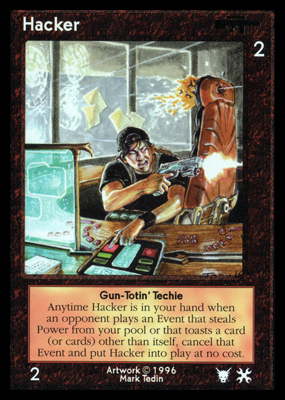 Hacker
2
Gun-Totin' Techie
Anytime Hacker is in your hand when
an opponent plays an Event that steals
Power from your pool or that toasts a card
(or cards) other than itself, cancel that
Event and put Hacker into play at no cost.
2
Artwork © 1996
Mark Tedin